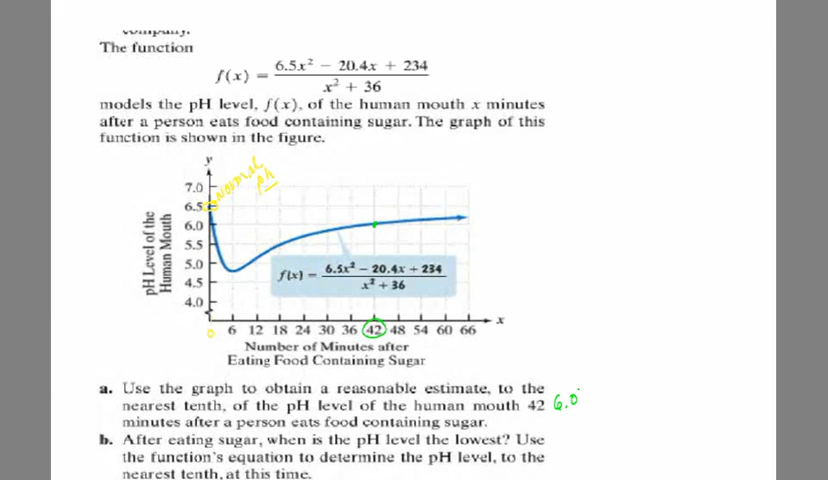 company.
The function
f(x) = (6.5x² − 20.4x + 234)/(x² + 36)
models the pH level, f(x), of the human mouth x minutes
after a person eats food containing sugar. The graph of this
function is shown in the figure.
y
Normal
ph
7.0
6.5
6.0
5.5
5.0
4.5
4.0
pH Level of the
Human Mouth
f(x) = (6.5x² − 20.4x + 234)/(x² + 36)
0 6 12 18 24 30 36 42 48 54 60 66 x
Number of Minutes after
Eating Food Containing Sugar
a. Use the graph to obtain a reasonable estimate, to the
nearest tenth, of the pH level of the human mouth 42 6.0
minutes after a person eats food containing sugar.
b. After eating sugar, when is the pH level the lowest? Use
the function's equation to determine the pH level, to the
nearest tenth, at this time.